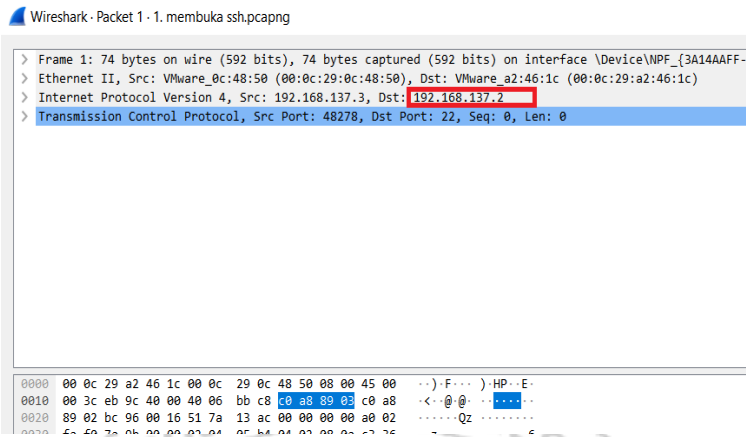 Wireshark · Packet 1 · 1. membuka ssh.pcapng
> Frame 1: 74 bytes on wire (592 bits), 74 bytes captured (592 bits) on interface \Device\NPF_{3A14AAFF-
> Ethernet II, Src: VMware_0c:48:50 (00:0c:29:0c:48:50), Dst: VMware_a2:46:1c (00:0c:29:a2:46:1c)
> Internet Protocol Version 4, Src: 192.168.137.3, Dst: 192.168.137.2
> Transmission Control Protocol, Src Port: 48278, Dst Port: 22, Seq: 0, Len: 0
0000 00 0c 29 a2 46 1c 00 0c 29 0c 48 50 08 00 45 00 ··)·F··· )·HP··E·
0010 00 3c eb 9c 40 00 40 06 bb c8 c0 a8 89 03 c0 a8 ·<··@·@· ········
0020 89 02 bc 96 00 16 51 7a 13 ac 00 00 00 00 a0 02 ······Qz ········